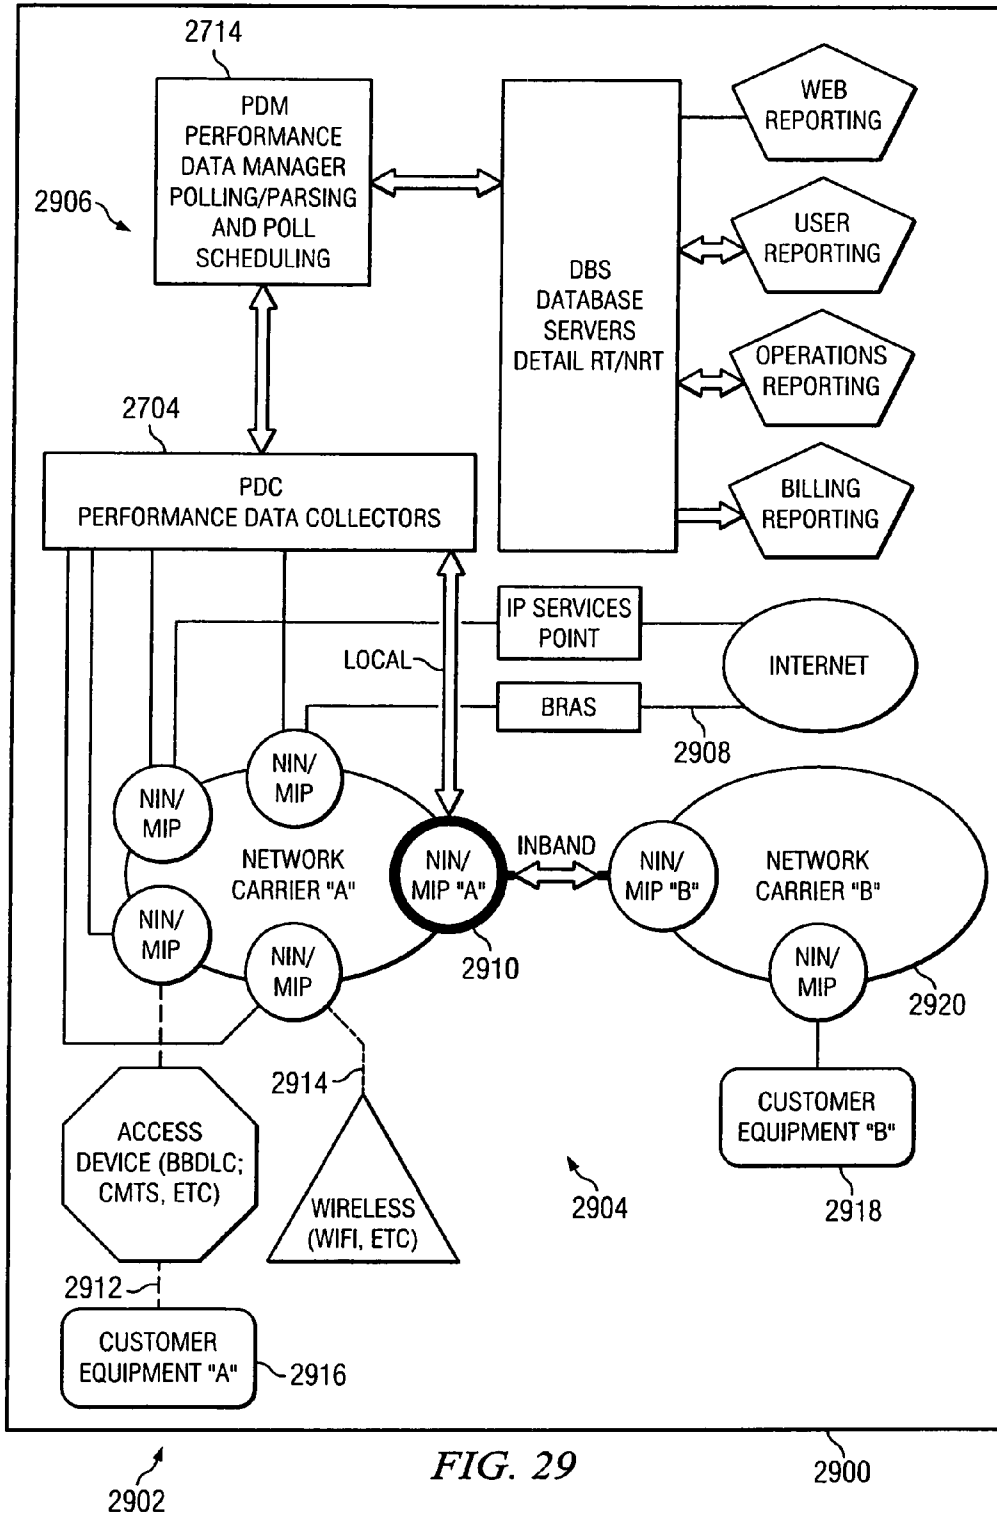 2714
PDM
PERFORMANCE
DATA MANAGER
POLLING/PARSING
AND POLL
SCHEDULING
2906
DBS
DATABASE
SERVERS
DETAIL RT/NRT
WEB
REPORTING
USER
REPORTING
OPERATIONS
REPORTING
BILLING
REPORTING
2704
PDC
PERFORMANCE DATA COLLECTORS
LOCAL
IP SERVICES
POINT
BRAS
INTERNET
2908
NIN/
MIP
NIN/
MIP
NETWORK
CARRIER "A"
NIN/
MIP "A"
INBAND
NIN/
MIP "B"
NETWORK
CARRIER "B"
NIN/
MIP
NIN/
MIP
2910
NIN/
MIP
2920
2914
ACCESS
DEVICE (BBDLC;
CMTS, ETC)
WIRELESS
(WIFI, ETC)
2904
CUSTOMER
EQUIPMENT "B"
2918
2912
CUSTOMER
EQUIPMENT "A"
2916
2902
FIG. 29
2900